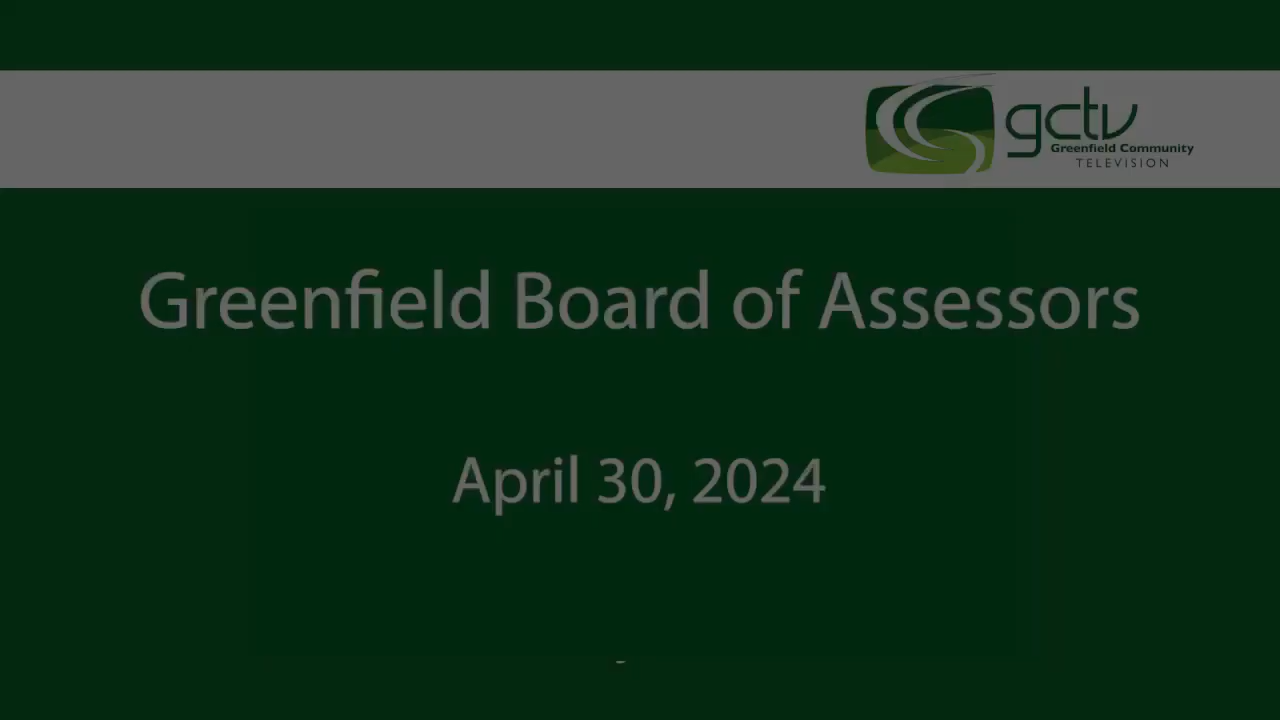 gctv
Greenfield Community
TELEVISION
Greenfield Board of Assessors
April 30, 2024